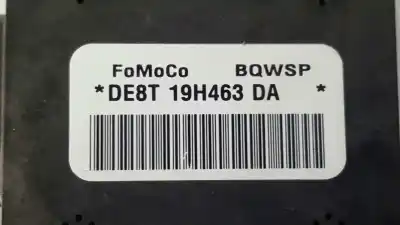 FoMoCo BQWSP
*DE8T 19H463 DA *